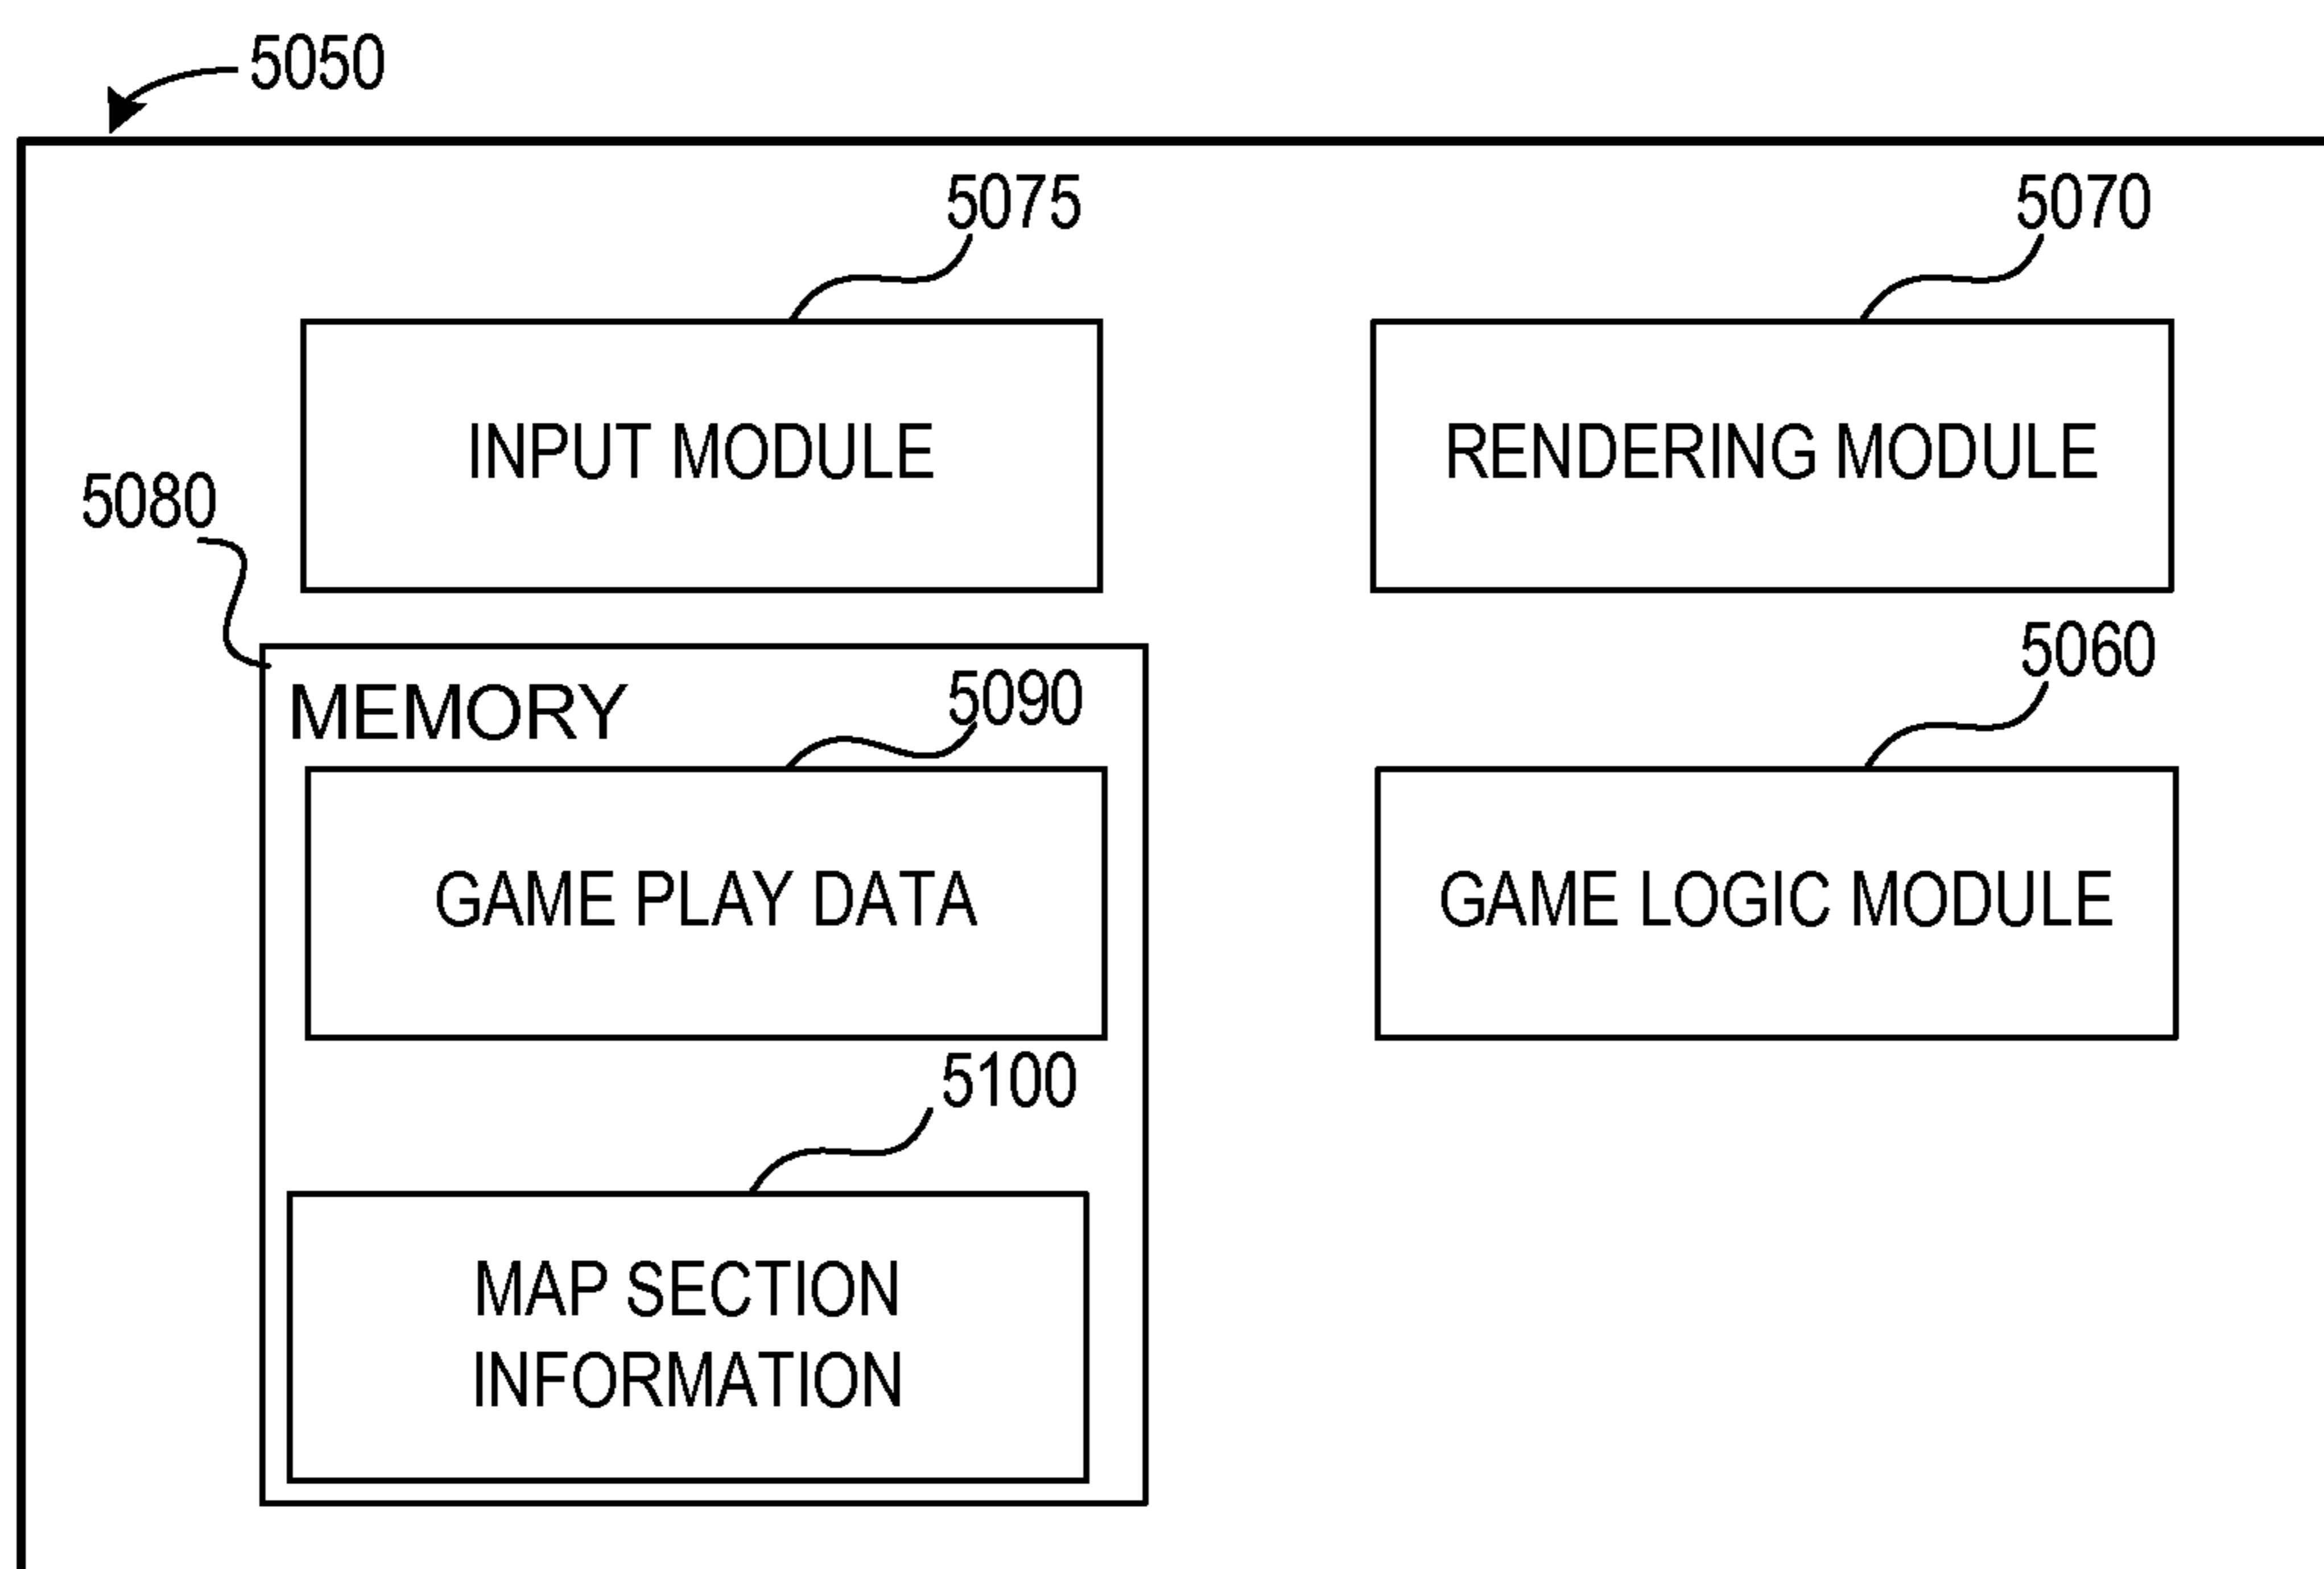 5050
5075
5070
INPUT MODULE
RENDERING MODULE
5080
5060
MEMORY
5090
GAME PLAY DATA
GAME LOGIC MODULE
5100
MAP SECTION
INFORMATION